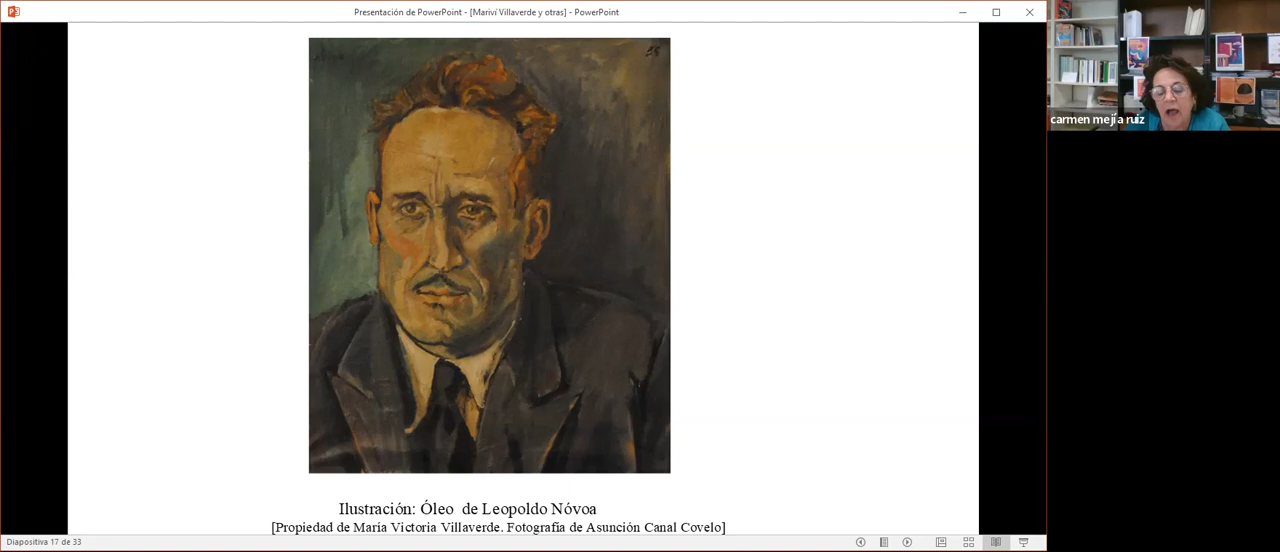 Presentación de PowerPoint - [Mariví Villaverde y otras] - PowerPoint
carmen mejía ruiz
Ilustración: Óleo de Leopoldo Nóvoa
[Propiedad de María Victoria Villaverde. Fotografía de Asunción Canal Covelo]
Diapositiva 17 de 33